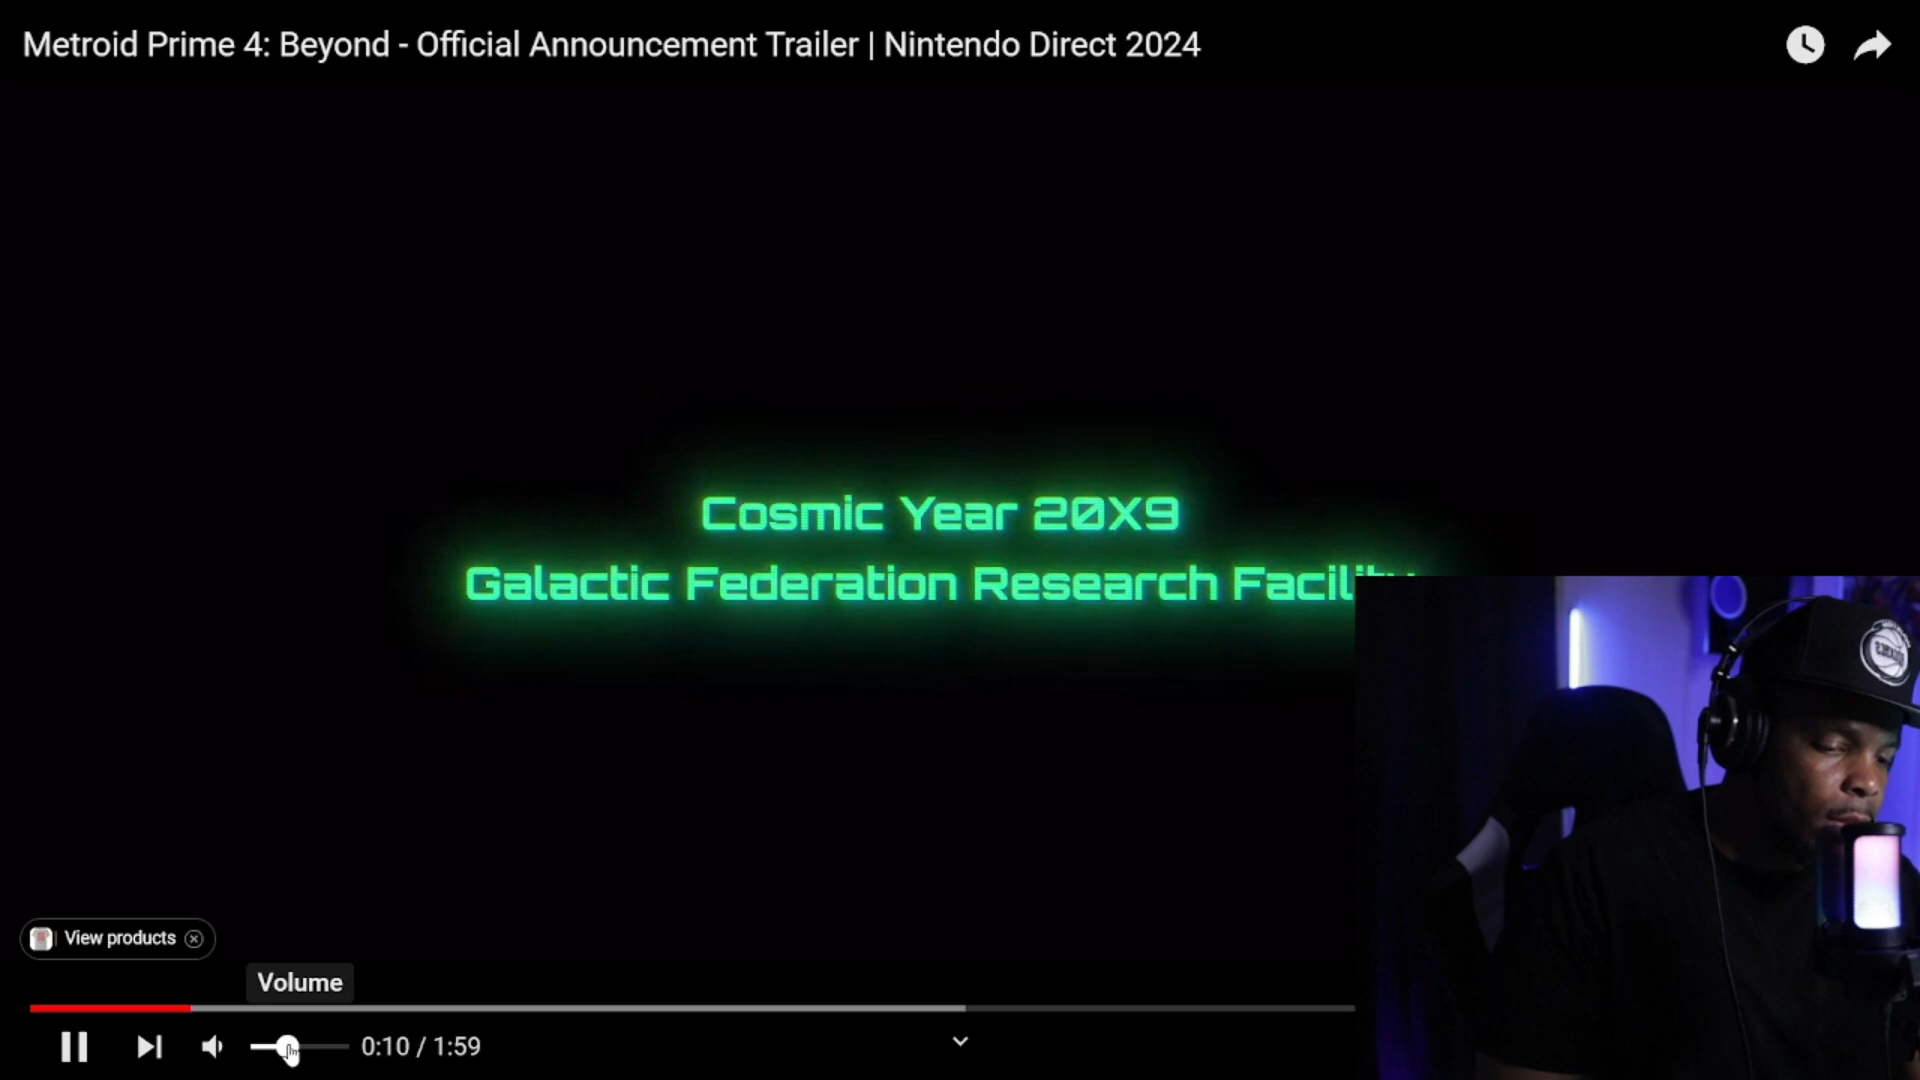 Metroid Prime 4: Beyond - Official Announcement Trailer | Nintendo Direct 2024
Cosmic Year 20X9
Galactic Federation Research Facility
View products
Volume
0:10 / 1:59